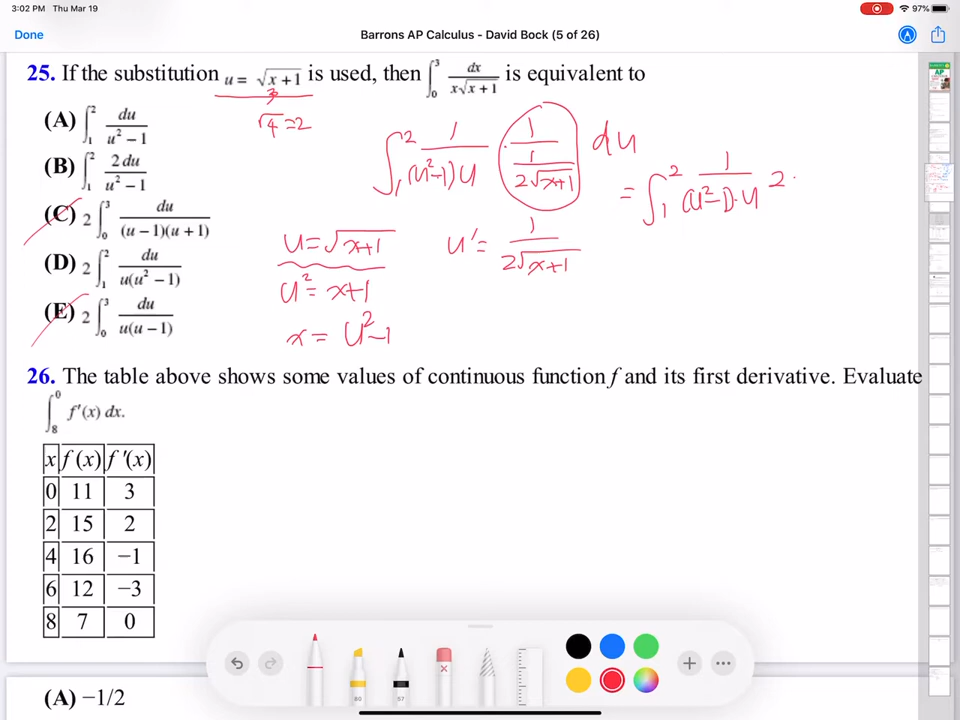 3:02 PM Thu Mar 19 97%
Done Barrons AP Calculus - David Bock (5 of 26)
25. If the substitution u = √x+1 is used, then ∫₀³ dx/(x√x + 1) is equivalent to
√4 = 2
(A) ∫₁² du/(u² – 1)
(B) ∫₁² 2 du/(u² – 1)
(C) 2 ∫₀³ du/((u – 1)(u + 1))
(D) 2 ∫₁² du/(u(u² – 1))
(E) 2 ∫₀³ du/(u(u – 1))
∫₁² 1/((u²-1)u) · 1/(1/(2√x+1)) du
= ∫₁² 1/((u²-1)·u) 2·
u = √x+1
u² = x+1
x = u²-1
u' = 1/(2√x+1)
26. The table above shows some values of continuous function f and its first derivative. Evaluate
∫₈⁰ f'(x) dx.
x f (x) f '(x)
0 11 3
2 15 2
4 16 −1
6 12 −3
8 7 0
80 57
(A) −1/2